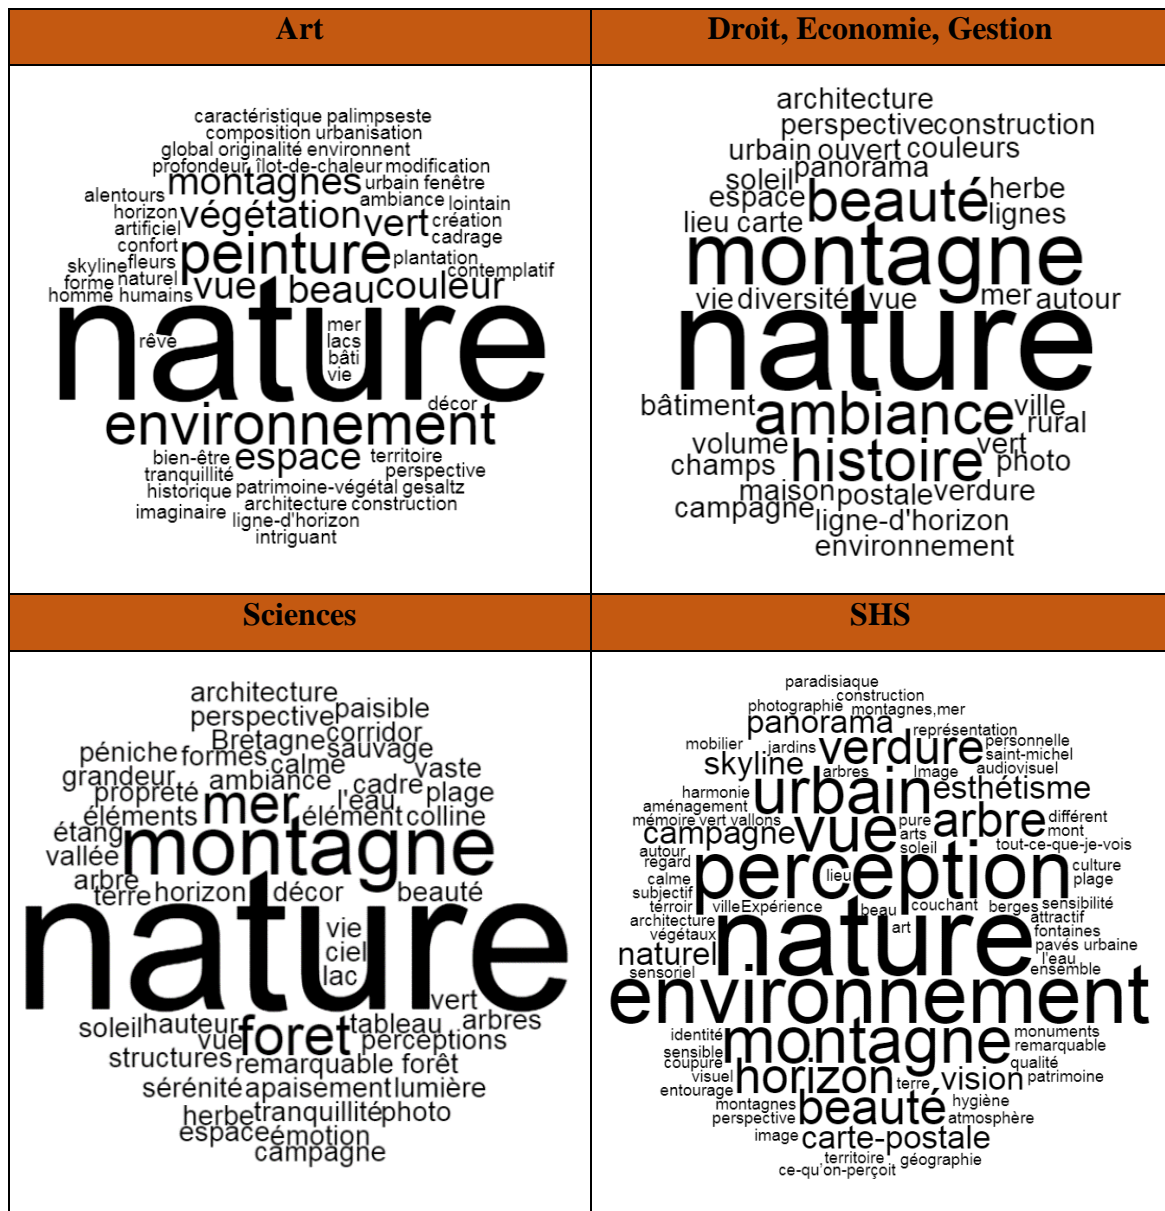 Art
caractéristique palimpseste
composition urbanisation
global originalité environnent
profondeur îlot-de-chaleur modification
montagnes urbain fenêtre
alentours ambiance lointain
horizon végétation vert création
artificiel cadrage
confort peinture plantation
skyline fleurs contemplatif
forme naturel vue beau couleur
homme humains
nature
rêve mer
lacs
bâti
vie
décor
environnement
bien-être espace territoire
tranquillité perspective
historique patrimoine-végétal gesaltz
architecture construction
imaginaire ligne-d'horizon
intriguant
Droit, Economie, Gestion
architecture
perspective construction
urbain ouvert couleurs
soleil panorama
espace beauté herbe
lieu carte lignes
montagne
vie diversité vue mer autour
nature
bâtiment ambiance ville
rural
volume histoire vert
champs photo
maison postale verdure
campagne ligne-d'horizon
environnement
Sciences
architecture
perspective paisible
Bretagne corridor
péniche formes calme sauvage
grandeur ambiance cadre vaste
propreté mer l'eau plage
éléments élément colline
étang montagne
vallée
arbre
terre horizon décor beauté
nature
vie
ciel
lac
vert
soleil hauteur foret tableau arbres
vue perceptions
structures remarquable forêt
sérénité apaisement lumière
herbe tranquillité photo
espace émotion
campagne
SHS
paradisiaque
construction
photographie montagnes,mer
panorama représentation
mobilier jardins verdure personnelle
skyline saint-michel
arbres Image audiovisuel
harmonie urbain esthétisme
aménagement
mémoire vert vallons pure arbre différent
campagne vue arts mont
autour soleil tout-ce-que-je-vois
regard perception culture
calme lieu plage
subjectif
terroir villeExpérience beau couchant berges sensibilité
architecture art attractif
végétaux nature fontaines
naturel pavés urbaine
l'eau
sensoriel ensemble
environnement
identité montagne monuments
sensible remarquable
coupure qualité
visuel horizon terre vision patrimoine
entourage
montagnes beauté hygiène
perspective atmosphère
image carte-postale
territoire géographie
ce-qu'on-perçoit